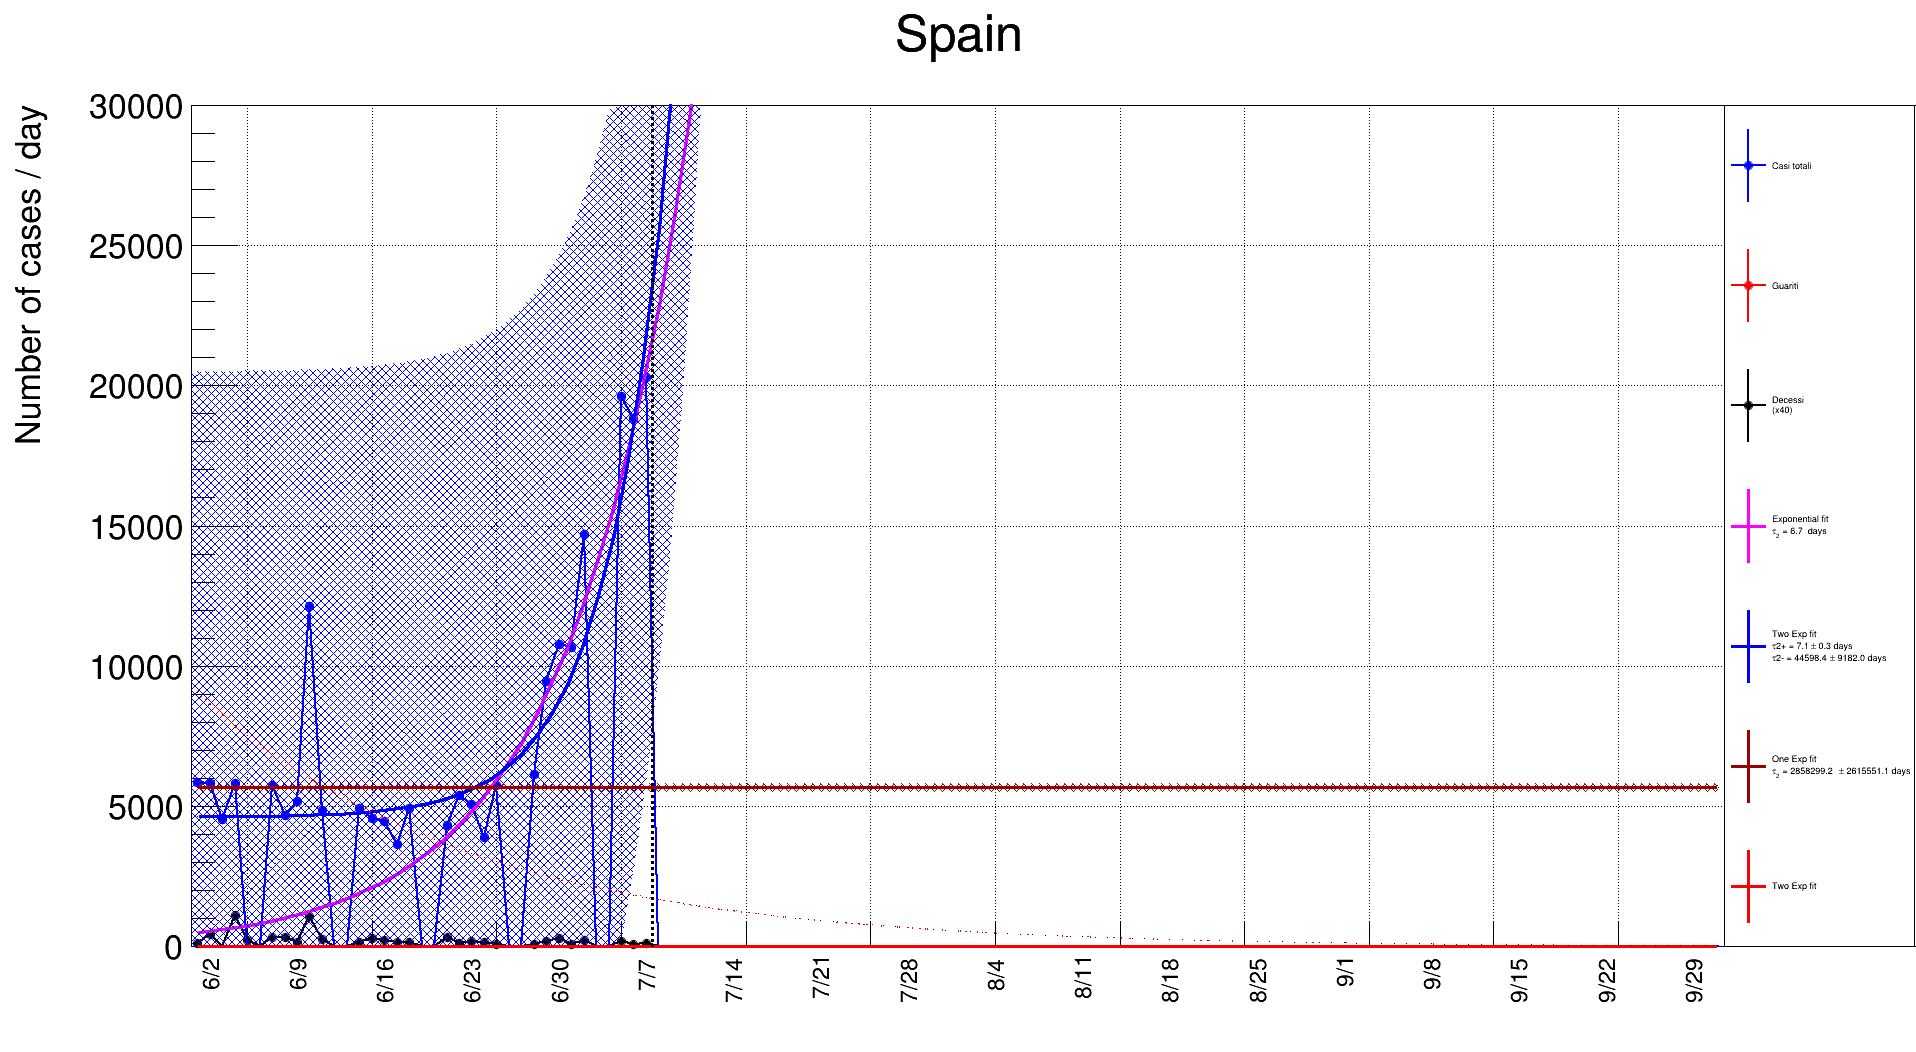 Spain
Number of cases / day
30000
25000
20000
15000
10000
5000
0
6/2
6/9
6/16
6/23
6/30
7/7
7/14
7/21
7/28
8/4
8/11
8/18
8/25
9/1
9/8
9/15
9/22
9/29
Casi totali
Guariti
Decessi
(x40)
Exponential fit
τ2 = 6.7 days
Two Exp fit
τ2+ = 7.1 ± 0.3 days
τ2- = 44598.4 ± 9182.0 days
One Exp fit
τ2 = 2858299.2 ± 2615551.1 days
Two Exp fit